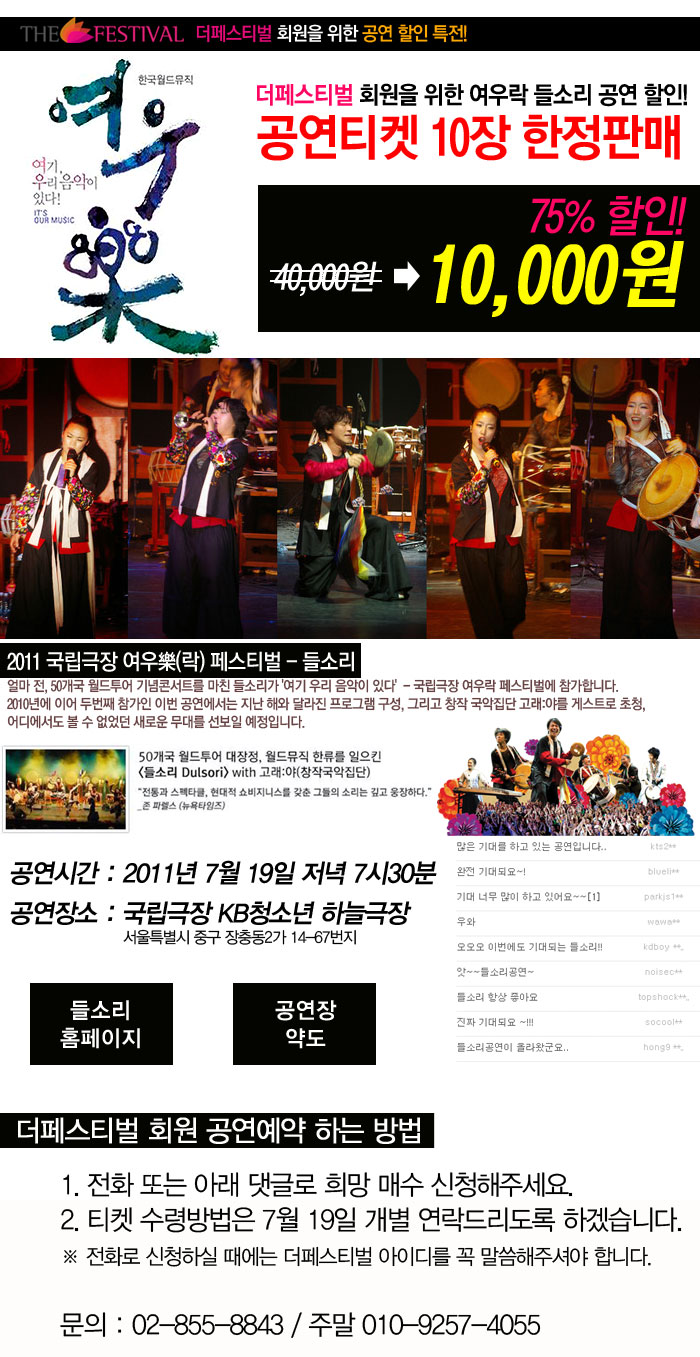 THE FESTIVAL 더페스티벌 회원을 위한 공연 할인 특전!
한국월드뮤직
여우樂
여기,
우리 음악이
있다!
IT'S
OUR MUSIC
더페스티벌 회원을 위한 여우락 들소리 공연 할인!
공연티켓 10장 한정판매
75% 할인!
40,000원 → 10,000원
2011 국립극장 여우樂(락) 페스티벌 - 들소리
얼마 전, 50개국 월드투어 기념콘서트를 마친 들소리가 '여기 우리 음악이 있다' - 국립극장 여우락 페스티벌에 참가합니다.
2010년에 이어 두번째 참가인 이번 공연에서는 지난 해와 달라진 프로그램 구성, 그리고 창작 국악집단 고래:야를 게스트로 초청,
어디에서도 볼 수 없었던 새로운 무대를 선보일 예정입니다.
50개국 월드투어 대장정, 월드뮤직 한류를 일으킨
〈들소리 Dulsori〉 with 고래:야(창작국악집단)
"전통과 스펙타클, 현대적 쇼비지니스를 갖춘 그들의 소리는 깊고 웅장하다."
_존 파렐스 (뉴욕타임즈)
많은 기대를 하고 있는 공연입니다.. kts2**
완전 기대되요~! blueli**
기대 너무 많이 하고 있어요~~[1] parkjs1**
우와 wawa**
오오오 이번에도 기대되는 들소리!! kdboy **..
앗~~들소리공연~ noisec**
들소리 항상 좋아요 topshock**..
진짜 기대되요 ~!!! socool**
들소리공연이 올라왔군요.. hong9 **..
공연시간 : 2011년 7월 19일 저녁 7시30분
공연장소 : 국립극장 KB청소년 하늘극장
서울특별시 중구 장충동2가 14-67번지
들소리
홈페이지
공연장
약도
더페스티벌 회원 공연예약 하는 방법
1. 전화 또는 아래 댓글로 희망 매수 신청해주세요.
2. 티켓 수령방법은 7월 19일 개별 연락드리도록 하겠습니다.
※ 전화로 신청하실 때에는 더페스티벌 아이디를 꼭 말씀해주셔야 합니다.
문의 : 02-855-8843 / 주말 010-9257-4055